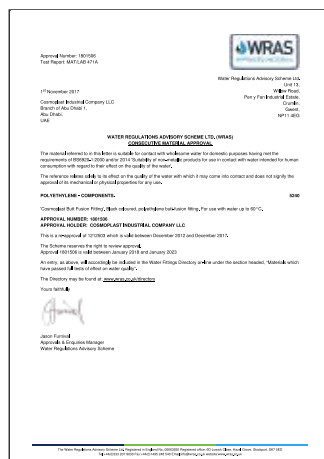 Approval Number: 1801506
Test Report: MAT/LAB 471A
WRAS
Water Regulations Advisory Scheme Ltd.
Unit 13,
Willow Road,
Pen y Fan Industrial Estate,
Crumlin,
Gwent,
NP11 4EG
1st November 2017
Cosmoplast Industrial Company LLC
Branch of Abu Dhabi 1,
Abu Dhabi,
UAE
WATER REGULATIONS ADVISORY SCHEME LTD. (WRAS)
CONSECUTIVE MATERIAL APPROVAL
The material referred to in this letter is suitable for contact with wholesome water for domestic purposes having met the
requirements of BS6920-1:2000 and/or 2014 'Suitability of non-metallic products for use in contact with water intended for human
consumption with regard to their effect on the quality of the water'.
The reference relates solely to its effect on the quality of the water with which it may come into contact and does not signify the
approval of its mechanical or physical properties for any use.
POLYETHYLENE - COMPONENTS. 5240
'Cosmoplast Butt Fusion Fitting'. Black coloured, polyethylene butt-fusion fitting. For use with water up to 60°C.
APPROVAL NUMBER: 1801506
APPROVAL HOLDER: COSMOPLAST INDUSTRIAL COMPANY LLC
This is a re-approval of 1212503 which is valid between December 2012 and December 2017.
The Scheme reserves the right to review approval.
Approval 1801506 is valid between January 2018 and January 2023
An entry, as above, will accordingly be included in the Water Fittings Directory on-line under the section headed, "Materials which
have passed full tests of effect on water quality".
The Directory may be found at: www.wras.co.uk/directory
Yours faithfully
Jason Furnival
Approvals & Enquiries Manager
Water Regulations Advisory Scheme